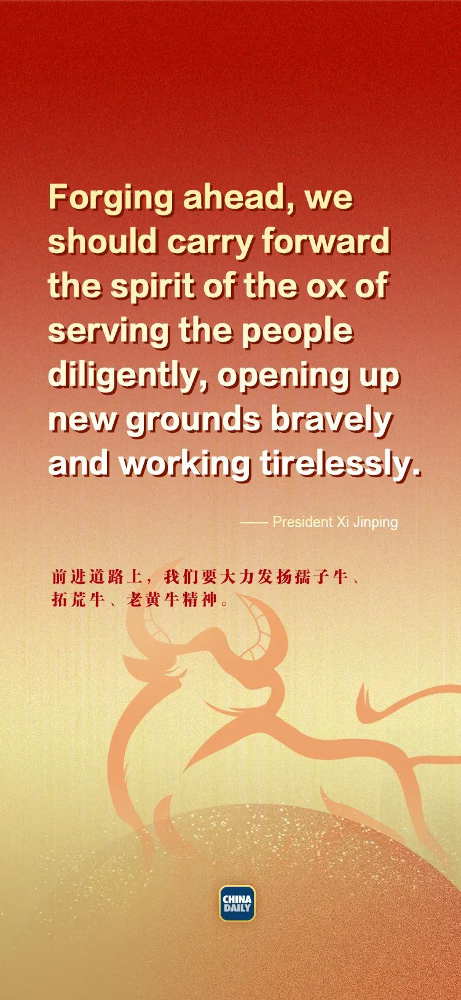 Forging ahead, we
should carry forward
the spirit of the ox of
serving the people
diligently, opening up
new grounds bravely
and working tirelessly.
—— President Xi Jinping
前进道路上，我们要大力发扬孺子牛、
拓荒牛、老黄牛精神。
CHINA
DAILY